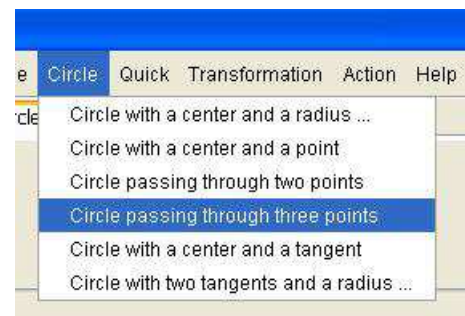 e Circle Quick Transformation Action Help
rcle
Circle with a center and a radius ...
Circle with a center and a point
Circle passing through two points
Circle passing through three points
Circle with a center and a tangent
Circle with two tangents and a radius ...